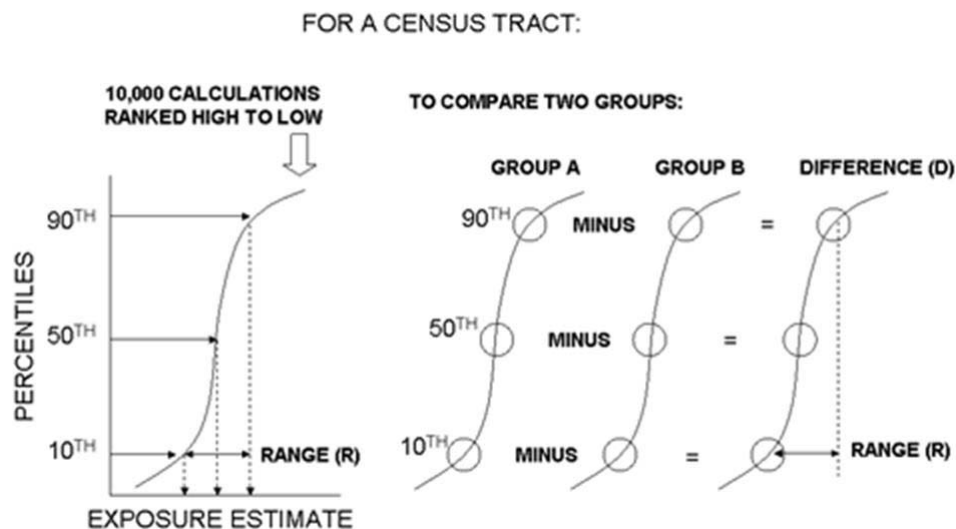 FOR A CENSUS TRACT:
10,000 CALCULATIONS
RANKED HIGH TO LOW
PERCENTILES
90TH
50TH
10TH
RANGE (R)
EXPOSURE ESTIMATE
TO COMPARE TWO GROUPS:
GROUP A GROUP B DIFFERENCE (D)
90TH MINUS =
50TH MINUS =
10TH MINUS = RANGE (R)